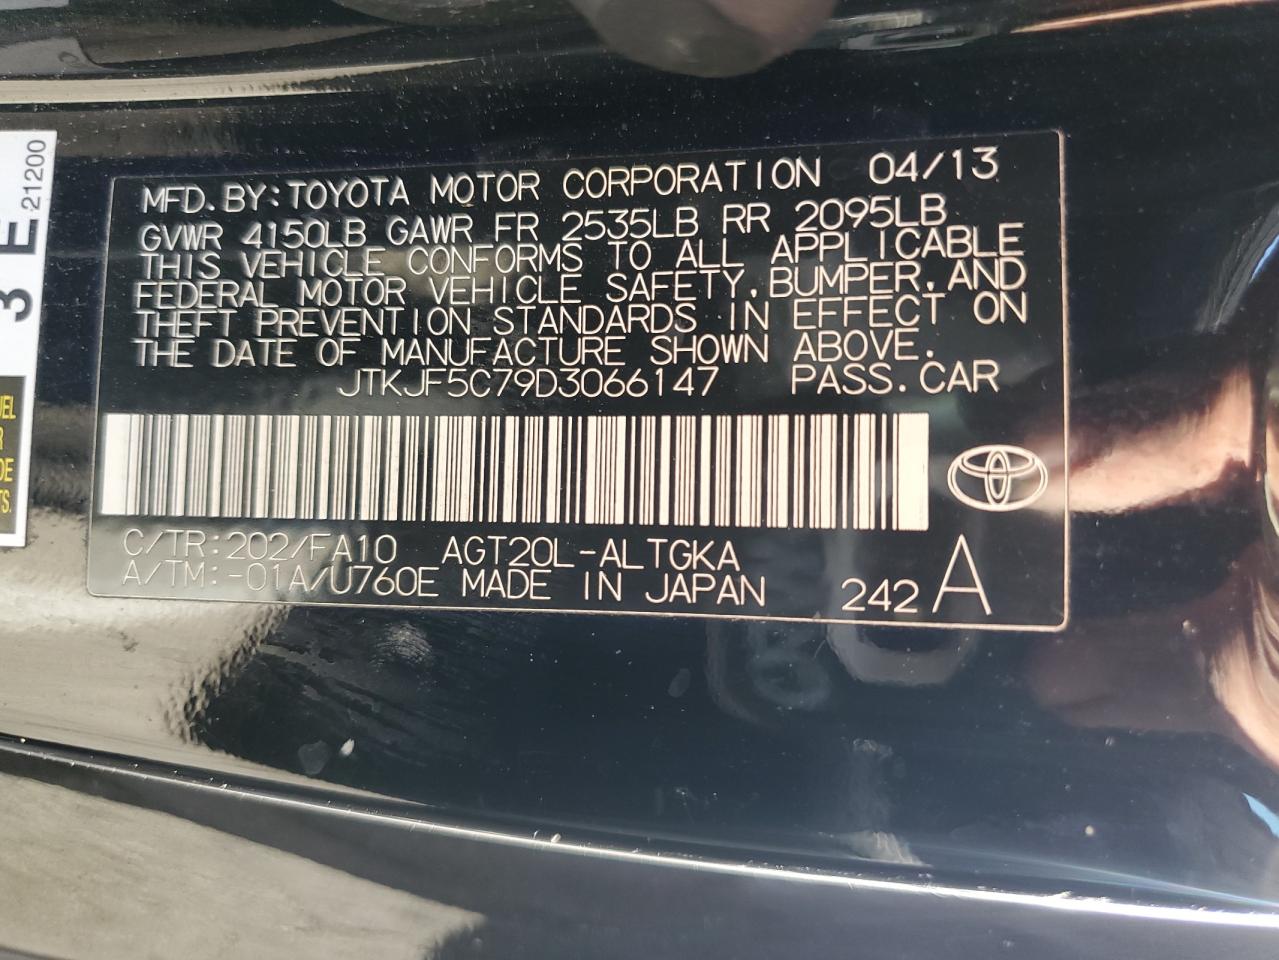 MFD.BY:TOYOTA MOTOR CORPORATION 04/13
GVWR 4150LB GAWR FR 2535LB RR 2095LB
THIS VEHICLE CONFORMS TO ALL APPLICABLE
FEDERAL MOTOR VEHICLE SAFETY,BUMPER,AND
THEFT PREVENTION STANDARDS IN EFFECT ON
THE DATE OF MANUFACTURE SHOWN ABOVE.
JTKJF5C79D3066147 PASS.CAR
C/TR:202/FA10 AGT20L-ALTGKA
A/TM:-01A/U760E MADE IN JAPAN 242 A
3 E
21200